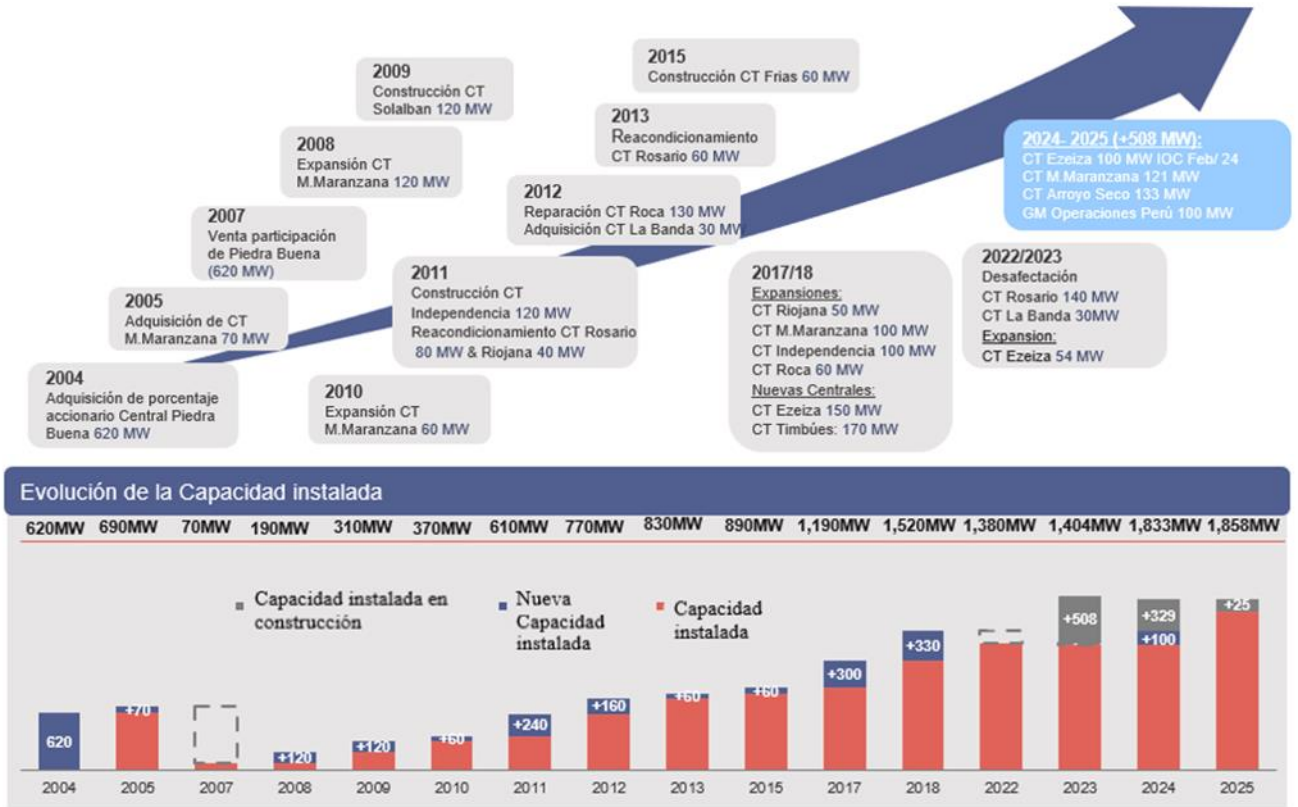 2015
Construcción CT Frias 60 MW
2009
Construcción CT
Solalban 120 MW
2013
Reacondicionamiento
CT Rosario 60 MW
2008
Expansión CT
M.Maranzana 120 MW
2024- 2025 (+508 MW):
CT Ezeiza 100 MW IOC Feb/ 24
CT M.Maranzana 121 MW
CT Arroyo Seco 133 MW
GM Operaciones Perú 100 MW
2012
Reparación CT Roca 130 MW
Adquisición CT La Banda 30 MW
2007
Venta participación
de Piedra Buena
(620 MW)
2011
Construcción CT
Independencia 120 MW
Reacondicionamiento CT Rosario
80 MW & Riojana 40 MW
2017/18
Expansiones:
CT Riojana 50 MW
CT M.Maranzana 100 MW
CT Independencia 100 MW
CT Roca 60 MW
Nuevas Centrales:
CT Ezeiza 150 MW
CT Timbúes: 170 MW
2022/2023
Desafectación
CT Rosario 140 MW
CT La Banda 30MW
Expansion:
CT Ezeiza 54 MW
2005
Adquisición de CT
M.Maranzana 70 MW
2004
Adquisición de porcentaje
accionario Central Piedra
Buena 620 MW
2010
Expansión CT
M.Maranzana 60 MW
Evolución de la Capacidad instalada
620MW 690MW 70MW 190MW 310MW 370MW 610MW 770MW 830MW 890MW 1,190MW 1,520MW 1,380MW 1,404MW 1,833MW 1,858MW
Capacidad instalada en
construcción
Nueva
Capacidad
instalada
Capacidad
instalada
620 +70 +120 +120 +60 +240 +160 +60 +60 +300 +330 +508 +329 +25
+100
2004 2005 2007 2008 2009 2010 2011 2012 2013 2015 2017 2018 2022 2023 2024 2025